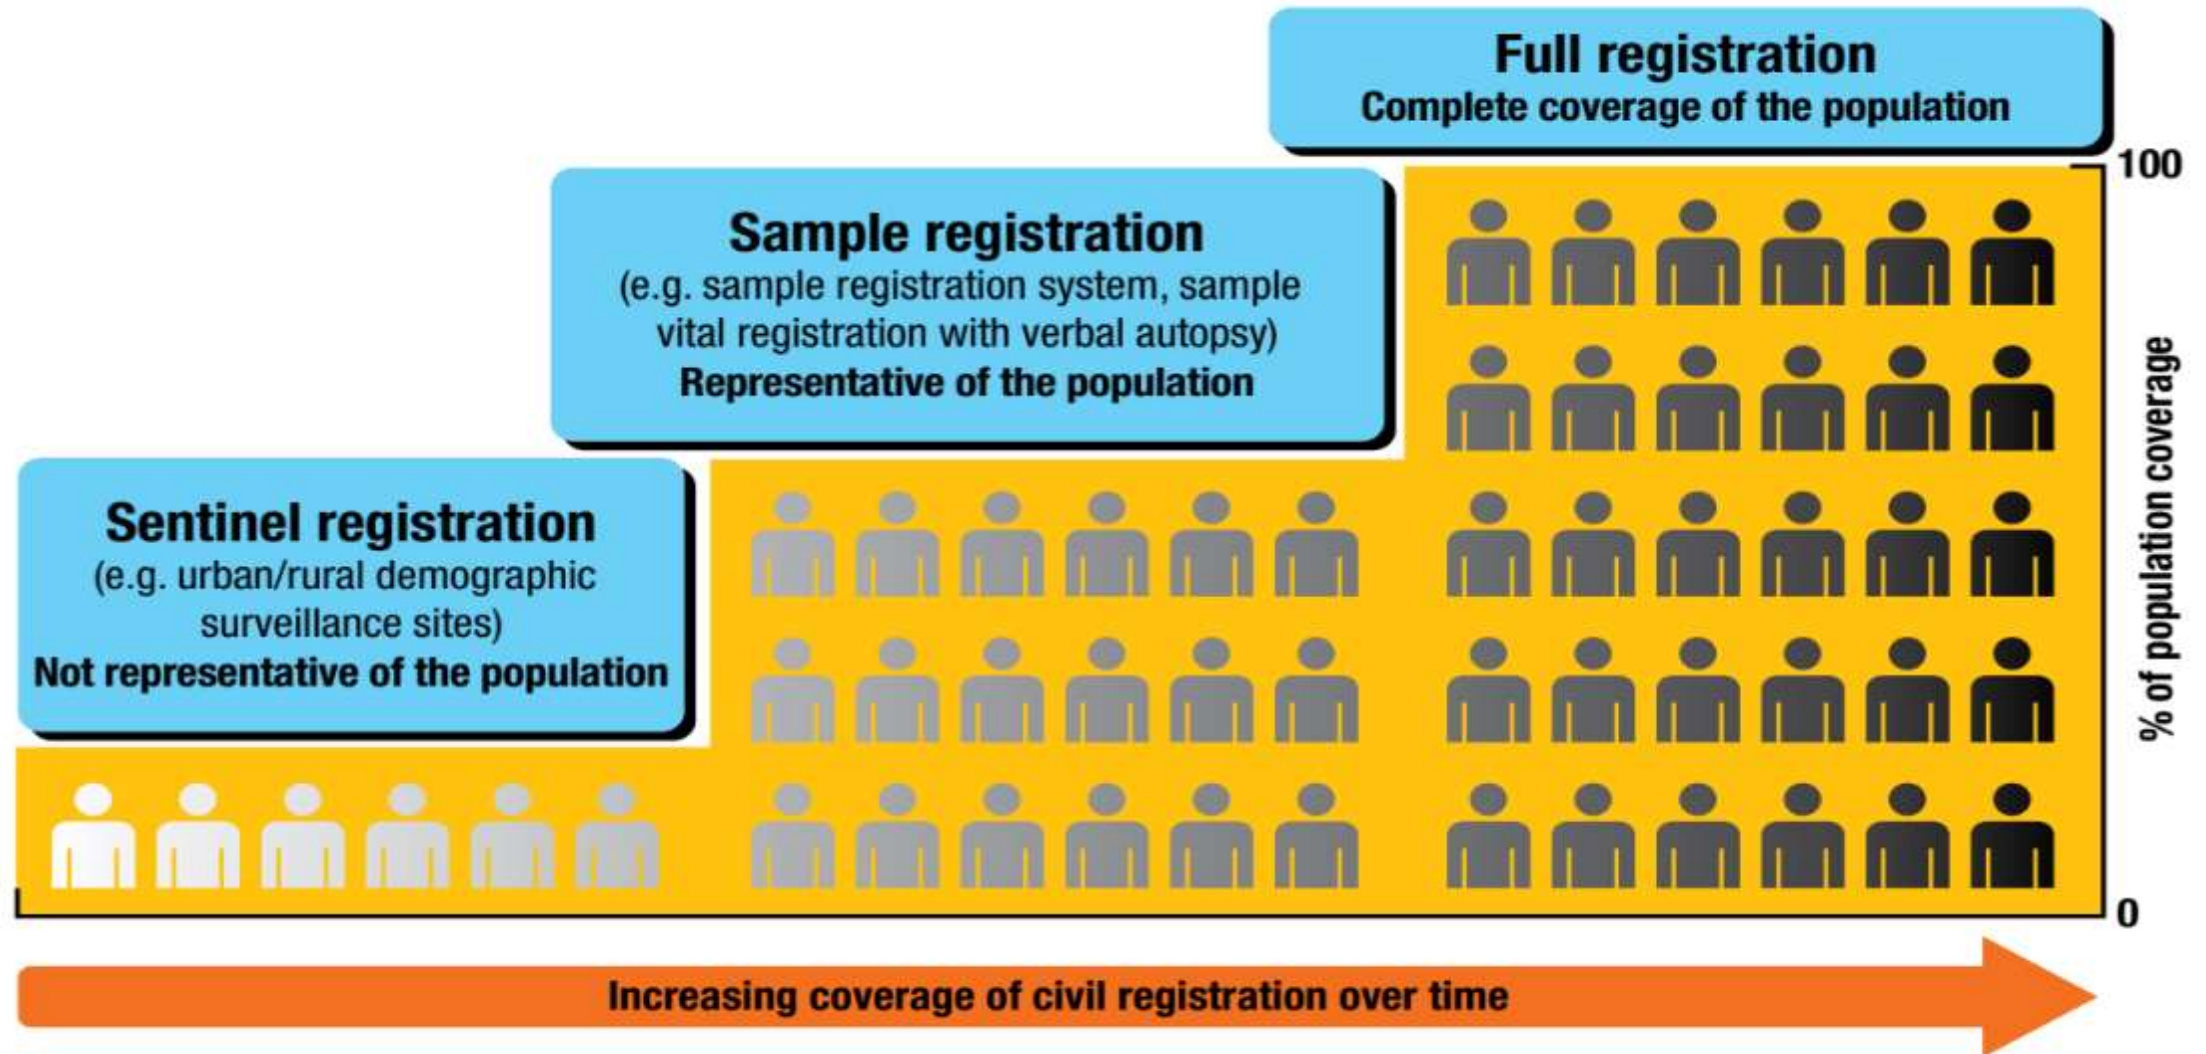 Full registration
Complete coverage of the population
100
Sample registration
(e.g. sample registration system, sample
vital registration with verbal autopsy)
Representative of the population
Sentinel registration
(e.g. urban/rural demographic
surveillance sites)
Not representative of the population
% of population coverage
0
Increasing coverage of civil registration over time